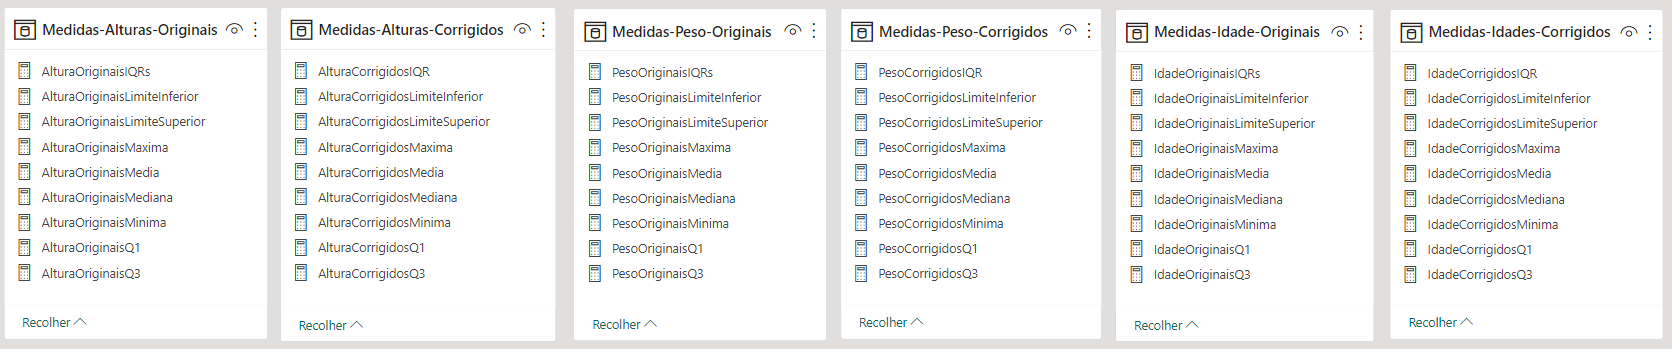 Medidas-Alturas-Originais
AlturaOriginaisIQRs
AlturaOriginaisLimiteInferior
AlturaOriginaisLimiteSuperior
AlturaOriginaisMaxima
AlturaOriginaisMedia
AlturaOriginaisMediana
AlturaOriginaisMinima
AlturaOriginaisQ1
AlturaOriginaisQ3
Recolher
Medidas-Alturas-Corrigidos
AlturaCorrigidosIQR
AlturaCorrigidosLimiteInferior
AlturaCorrigidosLimiteSuperior
AlturaCorrigidosMaxima
AlturaCorrigidosMedia
AlturaCorrigidosMediana
AlturaCorrigidosMinima
AlturaCorrigidosQ1
AlturaCorrigidosQ3
Recolher
Medidas-Peso-Originais
PesoOriginaisIQRs
PesoOriginaisLimiteInferior
PesoOriginaisLimiteSuperior
PesoOriginaisMaxima
PesoOriginaisMedia
PesoOriginaisMediana
PesoOriginaisMinima
PesoOriginaisQ1
PesoOriginaisQ3
Recolher
Medidas-Peso-Corrigidos
PesoCorrigidosIQR
PesoCorrigidosLimiteInferior
PesoCorrigidosLimiteSuperior
PesoCorrigidosMaxima
PesoCorrigidosMedia
PesoCorrigidosMediana
PesoCorrigidosMinima
PesoCorrigidosQ1
PesoCorrigidosQ3
Recolher
Medidas-Idade-Originais
IdadeOriginaisIQRs
IdadeOriginaisLimiteInferior
IdadeOriginaisLimiteSuperior
IdadeOriginaisMaxima
IdadeOriginaisMedia
IdadeOriginaisMediana
IdadeOriginaisMinima
IdadeOriginaisQ1
IdadeOriginaisQ3
Recolher
Medidas-Idades-Corrigidos
IdadeCorrigidosIQR
IdadeCorrigidosLimiteInferior
IdadeCorrigidosLimiteSuperior
IdadeCorrigidosMaxima
IdadeCorrigidosMedia
IdadeCorrigidosMediana
IdadeCorrigidosMinima
IdadeCorrigidosQ1
IdadeCorrigidosQ3
Recolher